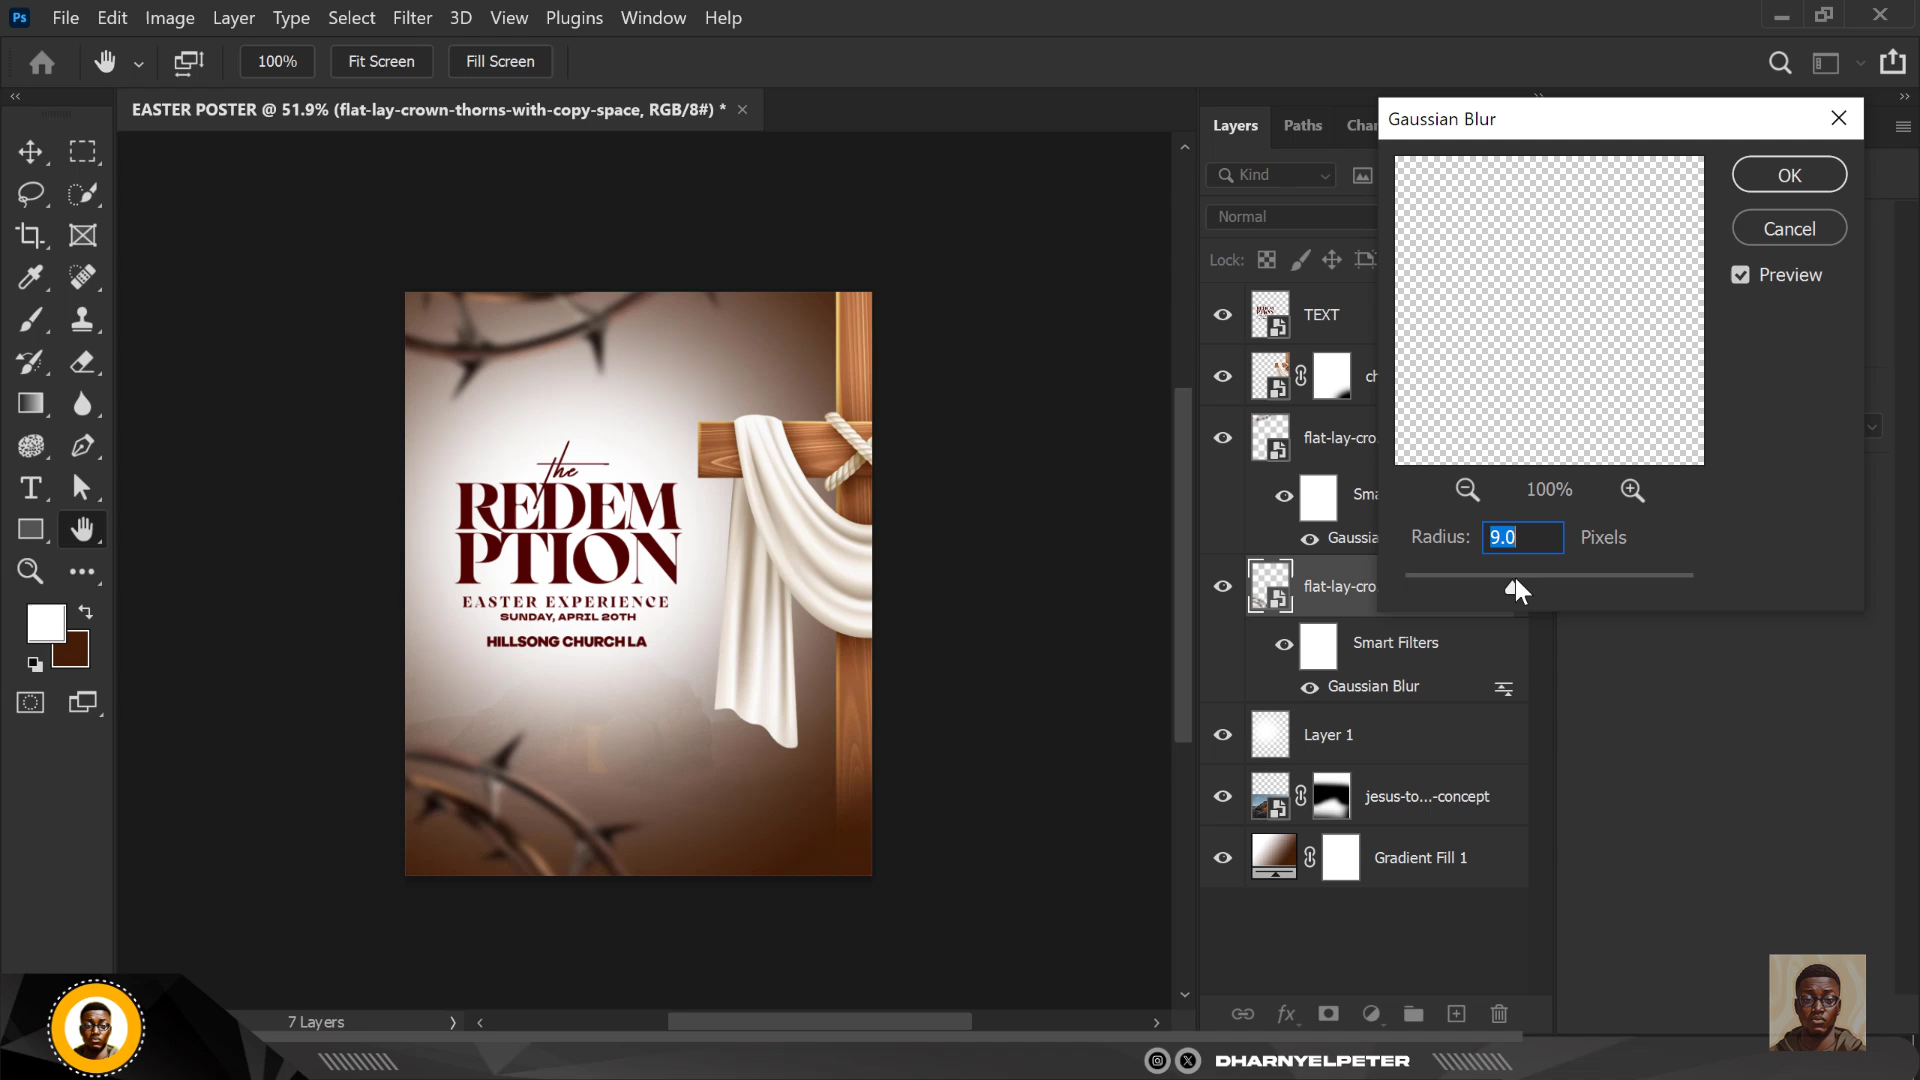 Ps File Edit Image Layer Type Select Filter 3D View Plugins Window Help
100% Fit Screen Fill Screen
EASTER POSTER @ 51.9% (flat-lay-crown-thorns-with-copy-space, RGB/8#) *
Layers Paths Chan
Kind
Normal
Lock:
TEXT
ch
flat-lay-cro
Sma
Gaussia
flat-lay-cro
Smart Filters
Gaussian Blur
Layer 1
jesus-to...-concept
Gradient Fill 1
fx
Gaussian Blur
OK
Cancel
Preview
100%
Radius: 9.0 Pixels
the
REDEM
PTION
EASTER EXPERIENCE
SUNDAY, APRIL 20TH
HILLSONG CHURCH LA
7 Layers
DHARNYELPETER